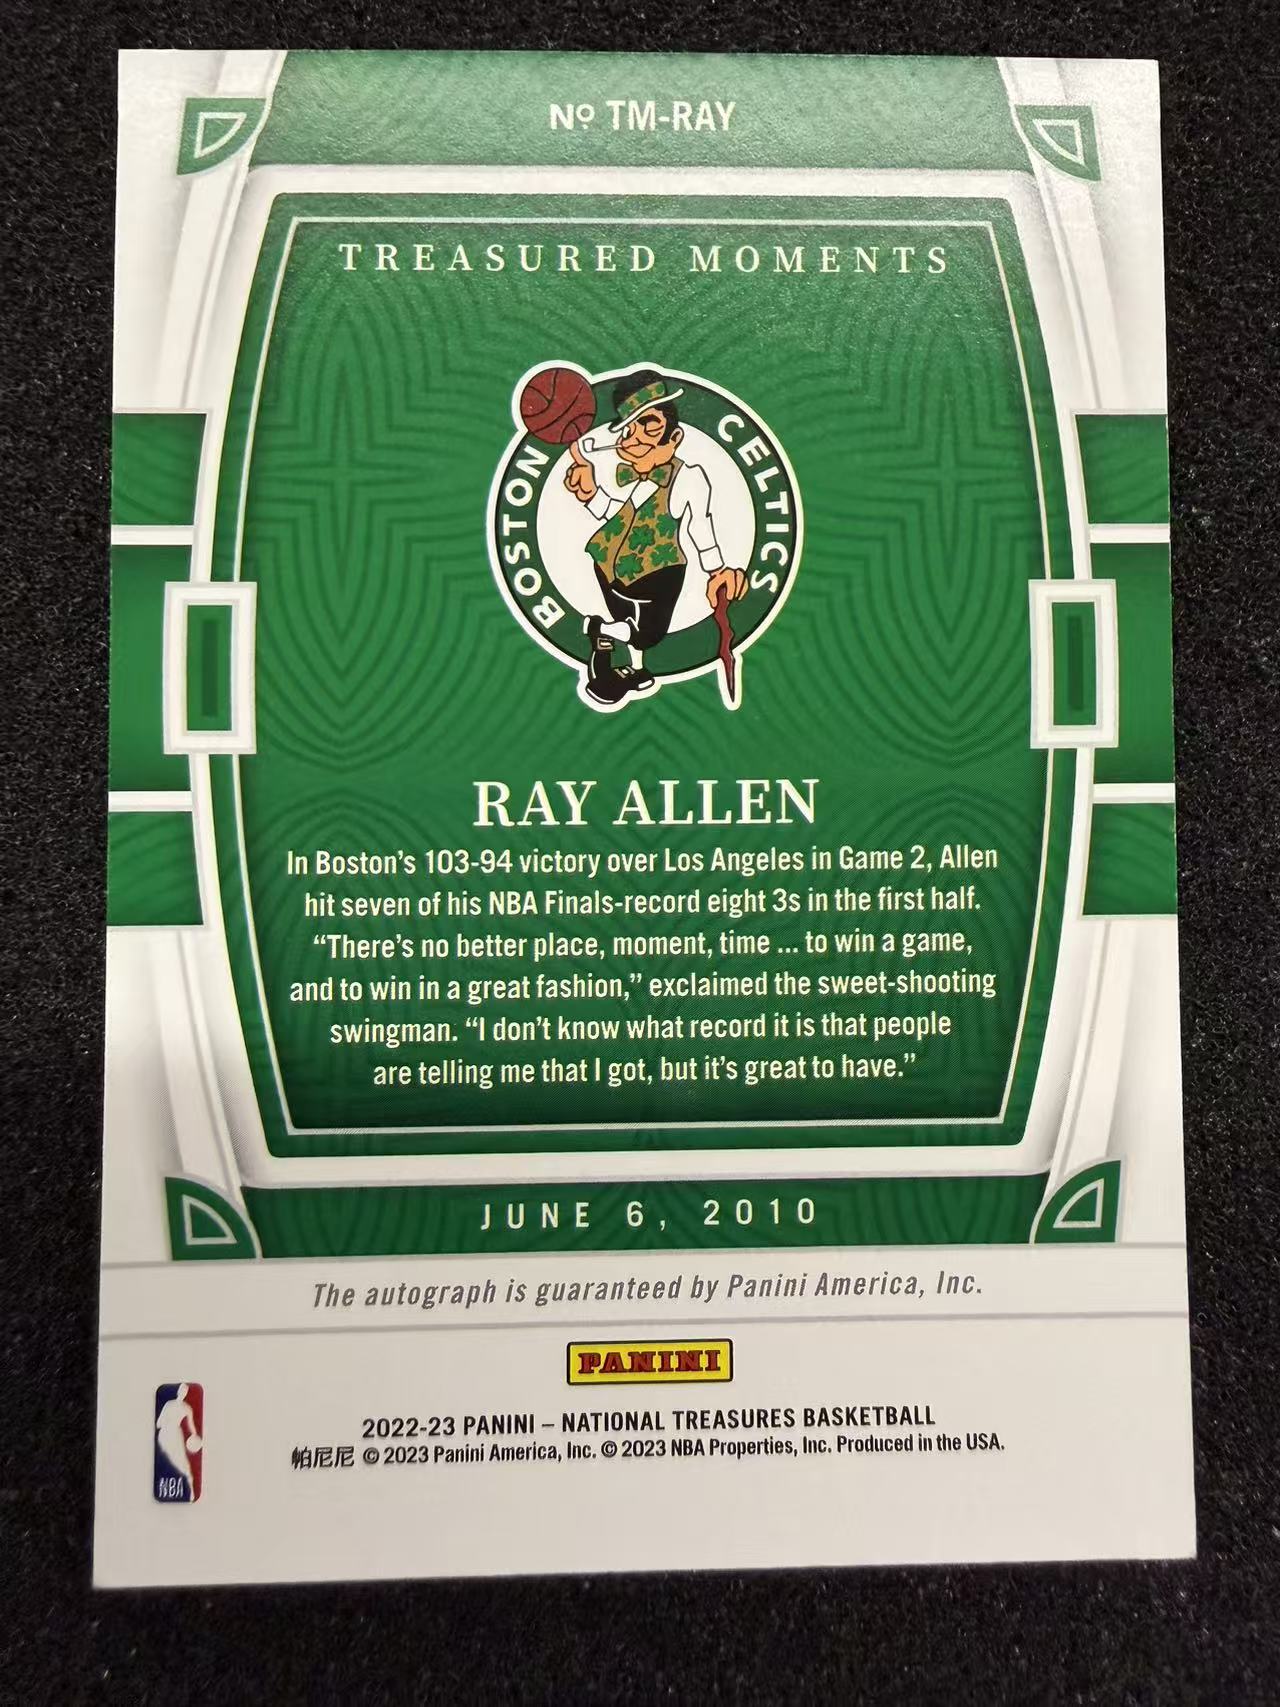 Nº TM-RAY
TREASURED MOMENTS
BOSTON CELTICS
RAY ALLEN
In Boston's 103-94 victory over Los Angeles in Game 2, Allen
hit seven of his NBA Finals-record eight 3s in the first half.
“There's no better place, moment, time ... to win a game,
and to win in a great fashion,” exclaimed the sweet-shooting
swingman. “I don't know what record it is that people
are telling me that I got, but it's great to have.”
JUNE 6, 2010
The autograph is guaranteed by Panini America, Inc.
PANINI
2022-23 PANINI – NATIONAL TREASURES BASKETBALL
帕尼尼 © 2023 Panini America, Inc. © 2023 NBA Properties, Inc. Produced in the USA.
NBA